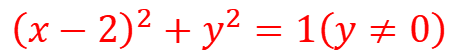 (x − 2)² + y² = 1(y ≠ 0)